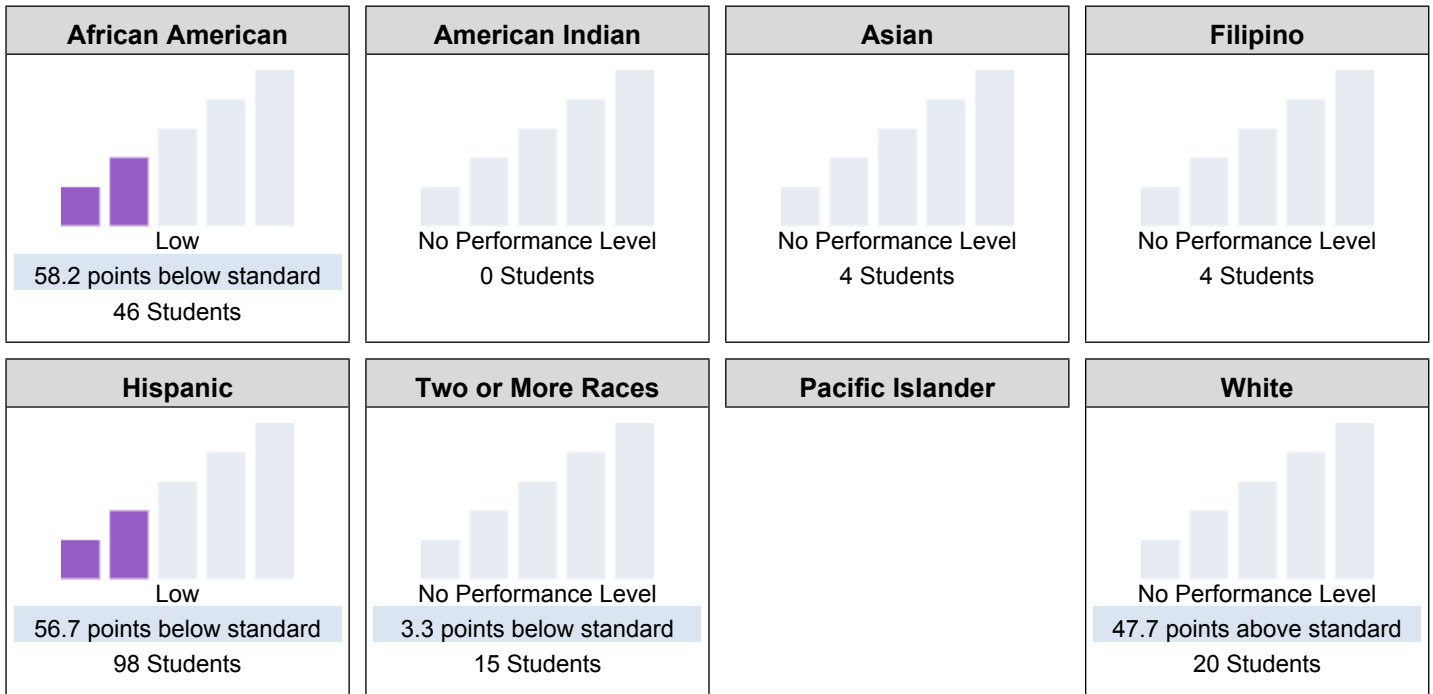 African American
American Indian
Asian
Filipino
Low
58.2 points below standard
46 Students
No Performance Level
0 Students
No Performance Level
4 Students
No Performance Level
4 Students
Hispanic
Two or More Races
Pacific Islander
White
Low
56.7 points below standard
98 Students
No Performance Level
3.3 points below standard
15 Students
No Performance Level
47.7 points above standard
20 Students